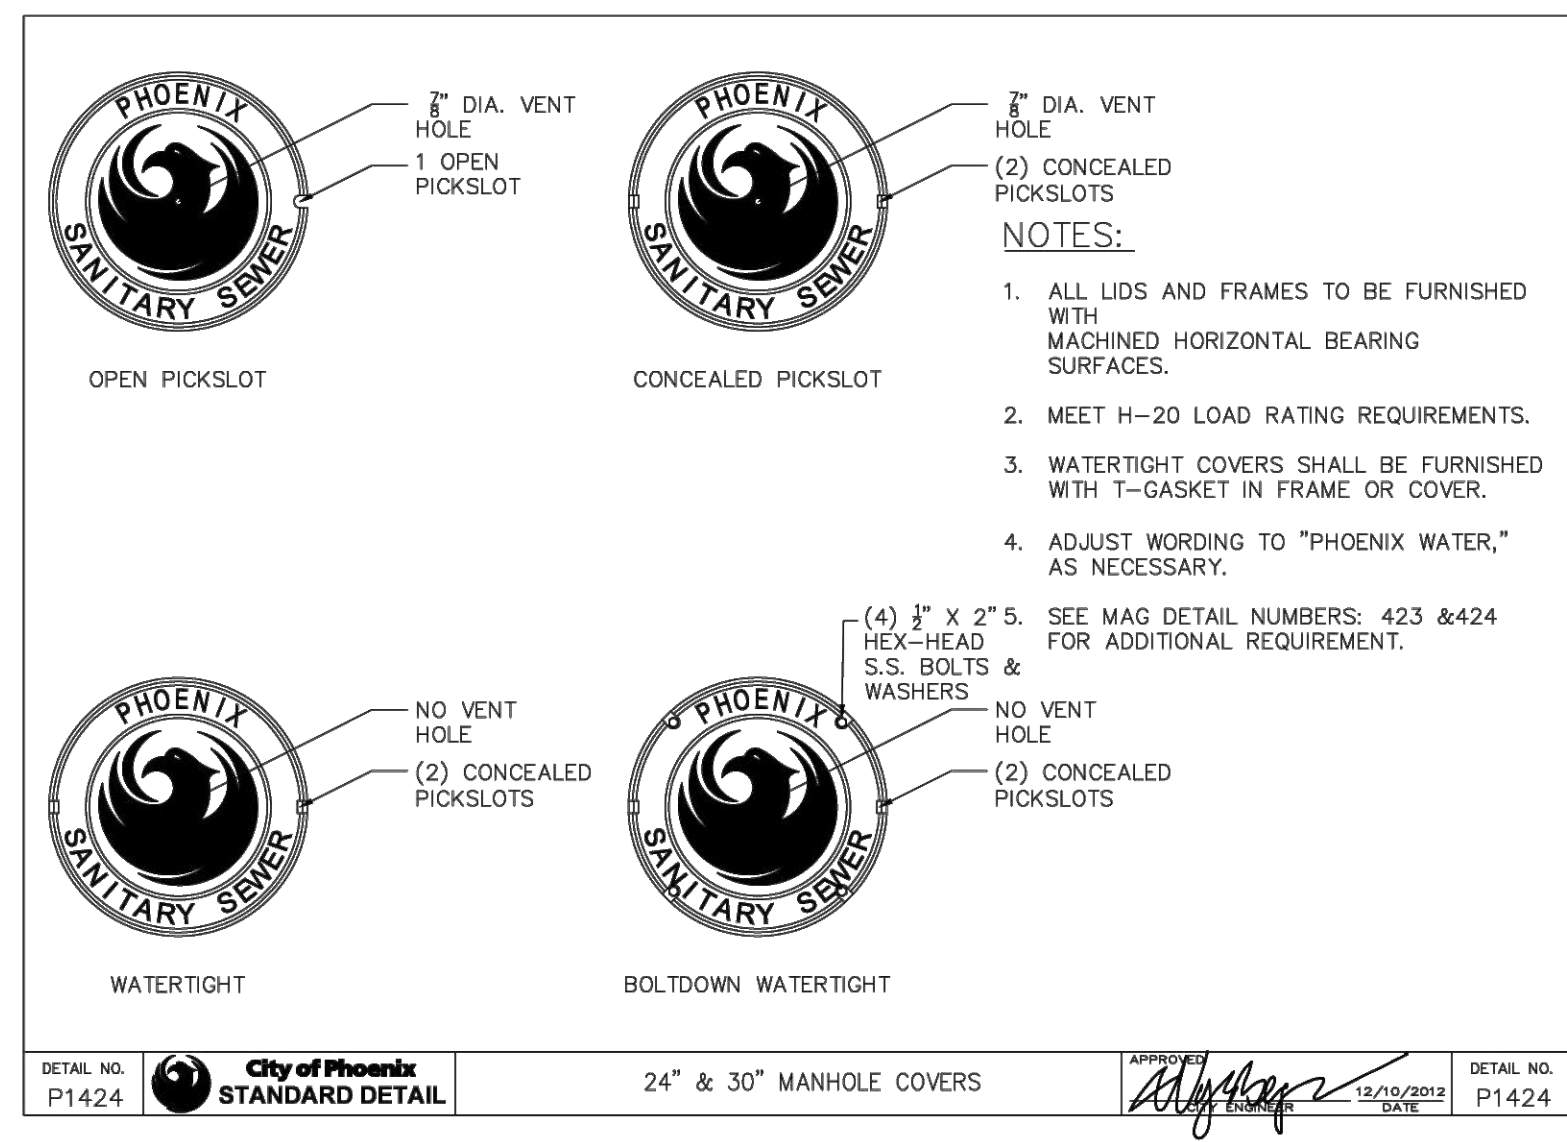 PHOENIX
SANITARY SEWER
⅞" DIA. VENT
HOLE
1 OPEN
PICKSLOT
OPEN PICKSLOT
PHOENIX
SANITARY SEWER
⅞" DIA. VENT
HOLE
(2) CONCEALED
PICKSLOTS
CONCEALED PICKSLOT
NOTES:
1. ALL LIDS AND FRAMES TO BE FURNISHED
WITH
MACHINED HORIZONTAL BEARING
SURFACES.
2. MEET H-20 LOAD RATING REQUIREMENTS.
3. WATERTIGHT COVERS SHALL BE FURNISHED
WITH T-GASKET IN FRAME OR COVER.
4. ADJUST WORDING TO "PHOENIX WATER,"
AS NECESSARY.
5. SEE MAG DETAIL NUMBERS: 423 &424
FOR ADDITIONAL REQUIREMENT.
PHOENIX
SANITARY SEWER
NO VENT
HOLE
(2) CONCEALED
PICKSLOTS
WATERTIGHT
(4) ½" X 2"
HEX-HEAD
S.S. BOLTS &
WASHERS
PHOENIX
SANITARY SEWER
NO VENT
HOLE
(2) CONCEALED
PICKSLOTS
BOLTDOWN WATERTIGHT
DETAIL NO.
P1424
City of Phoenix
STANDARD DETAIL
24" & 30" MANHOLE COVERS
APPROVED
CITY ENGINEER
12/10/2012
DATE
DETAIL NO.
P1424